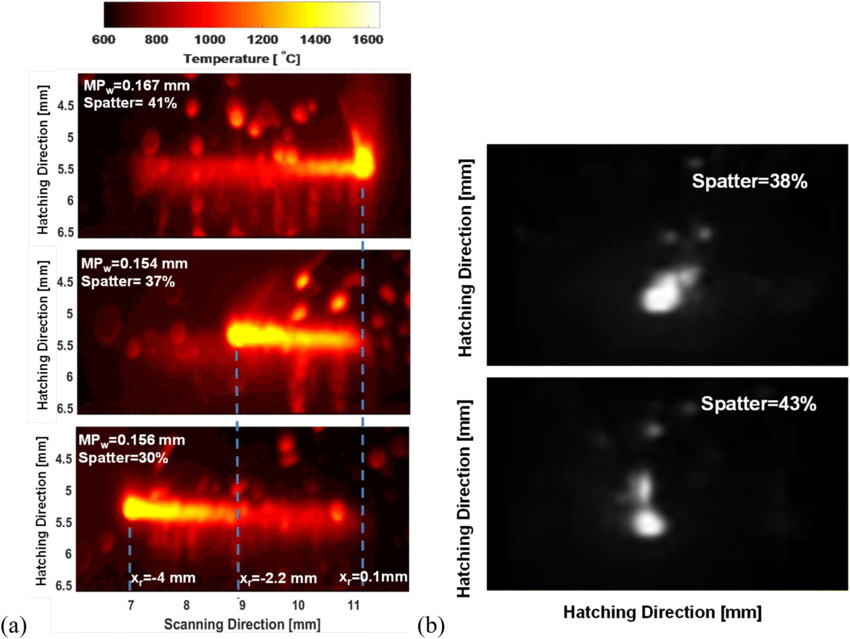 600 800 1000 1200 1400 1600
Temperature [ °C]
MPw=0.167 mm
Spatter= 41%
Hatching Direction [mm]
4.5
5
5.5
6
6.5
MPw=0.154 mm
Spatter= 37%
Hatching Direction [mm]
4.5
5
5.5
6
6.5
MPw=0.156 mm
Spatter=30%
Hatching Direction [mm]
4.5
5
5.5
6
6.5
xr=-4 mm xr=-2.2 mm xr=0.1mm
7 8 9 10 11
Scanning Direction [mm]
(a)
Spatter=38%
Hatching Direction [mm]
Spatter=43%
Hatching Direction [mm]
Hatching Direction [mm]
(b)